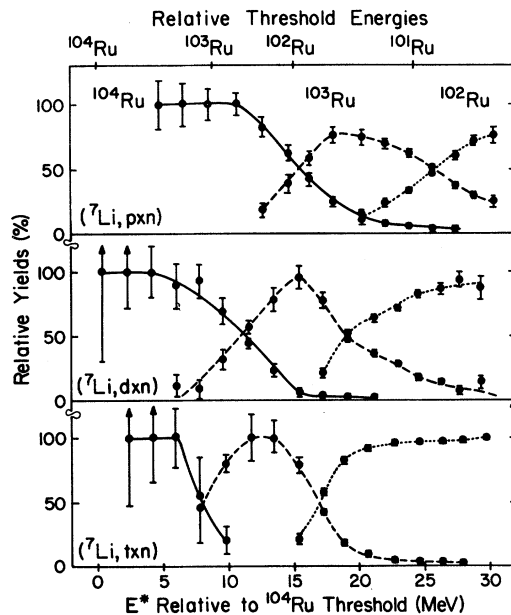 Relative Threshold Energies
¹⁰⁴Ru ¹⁰³Ru ¹⁰²Ru ¹⁰¹Ru
¹⁰⁴Ru ¹⁰³Ru ¹⁰²Ru
100
50
0
(⁷Li,pxn)
100
50
0
(⁷Li,dxn)
100
50
0
(⁷Li,txn)
Relative Yields (%)
0 5 10 15 20 25 30
E* Relative to ¹⁰⁴Ru Threshold (MeV)